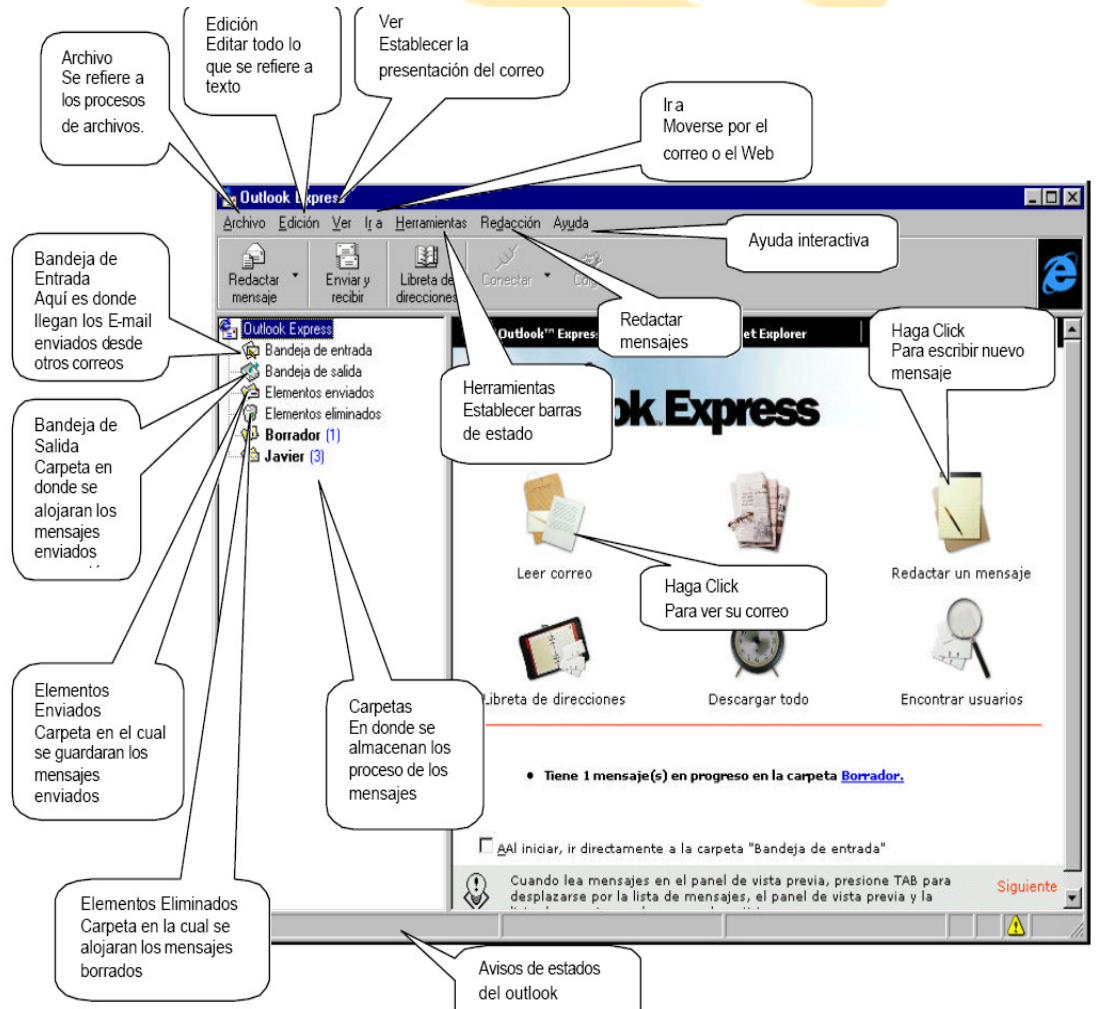 Edición
Editar todo lo
que se refiere a
texto
Ver
Establecer la
presentación del correo
Archivo
Se refiere a
los procesos
de archivos.
Ir a
Moverse por el
correo o el Web
Outlook Express
Archivo Edición Ver Ir a Herramientas Redacción Ayuda
Ayuda interactiva
Redactar
mensaje
Enviar y
recibir
Libreta de
direcciones
Conectar
Bandeja de
Entrada
Aquí es donde
llegan los E-mail
enviados desde
otros correos
Redactar
mensajes
Haga Click
Para escribir nuevo
mensaje
Outlook Express
Bandeja de entrada
Bandeja de salida
Elementos enviados
Elementos eliminados
Borrador (1)
Javier (3)
Outlook™ Express
et Explorer
ok Express
Herramientas
Establecer barras
de estado
Bandeja de
Salida
Carpeta en
donde se
alojaran los
mensajes
enviados
Leer correo
Redactar un mensaje
Haga Click
Para ver su correo
Libreta de direcciones
Descargar todo
Encontrar usuarios
Elementos
Enviados
Carpeta en el cual
se guardaran los
mensajes
enviados
Carpetas
En donde se
almacenan los
proceso de los
mensajes
• Tiene 1 mensaje(s) en progreso en la carpeta Borrador.
AAl iniciar, ir directamente a la carpeta "Bandeja de entrada"
Cuando lea mensajes en el panel de vista previa, presione TAB para
desplazarse por la lista de mensajes, el panel de vista previa y la
Siguiente
Elementos Eliminados
Carpeta en la cual se
alojaran los mensajes
borrados
Avisos de estados
del outlook